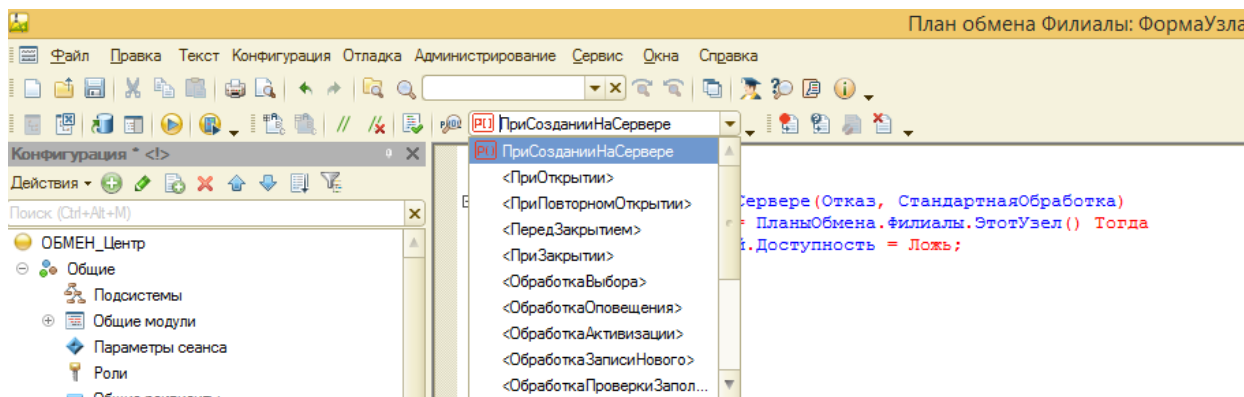 План обмена Филиалы: ФормаУзла
Файл Правка Текст Конфигурация Отладка Администрирование Сервис Окна Справка
ПриСозданииНаСервере
Конфигурация * <!>
Действия
Поиск (Ctrl+Alt+M)
ОБМЕН_Центр
Общие
Подсистемы
Общие модули
Параметры сеанса
Роли
ПриСозданииНаСервере
<ПриОткрытии>
<ПриПовторномОткрытии>
<ПередЗакрытием>
<ПриЗакрытии>
<ОбработкаВыбора>
<ОбработкаОповещения>
<ОбработкаАктивизации>
<ОбработкаЗаписиНового>
<ОбработкаПроверкиЗапол...
Сервере(Отказ, СтандартнаяОбработка)
= ПланыОбмена.Филиалы.ЭтотУзел() Тогда
.Доступность = Ложь;